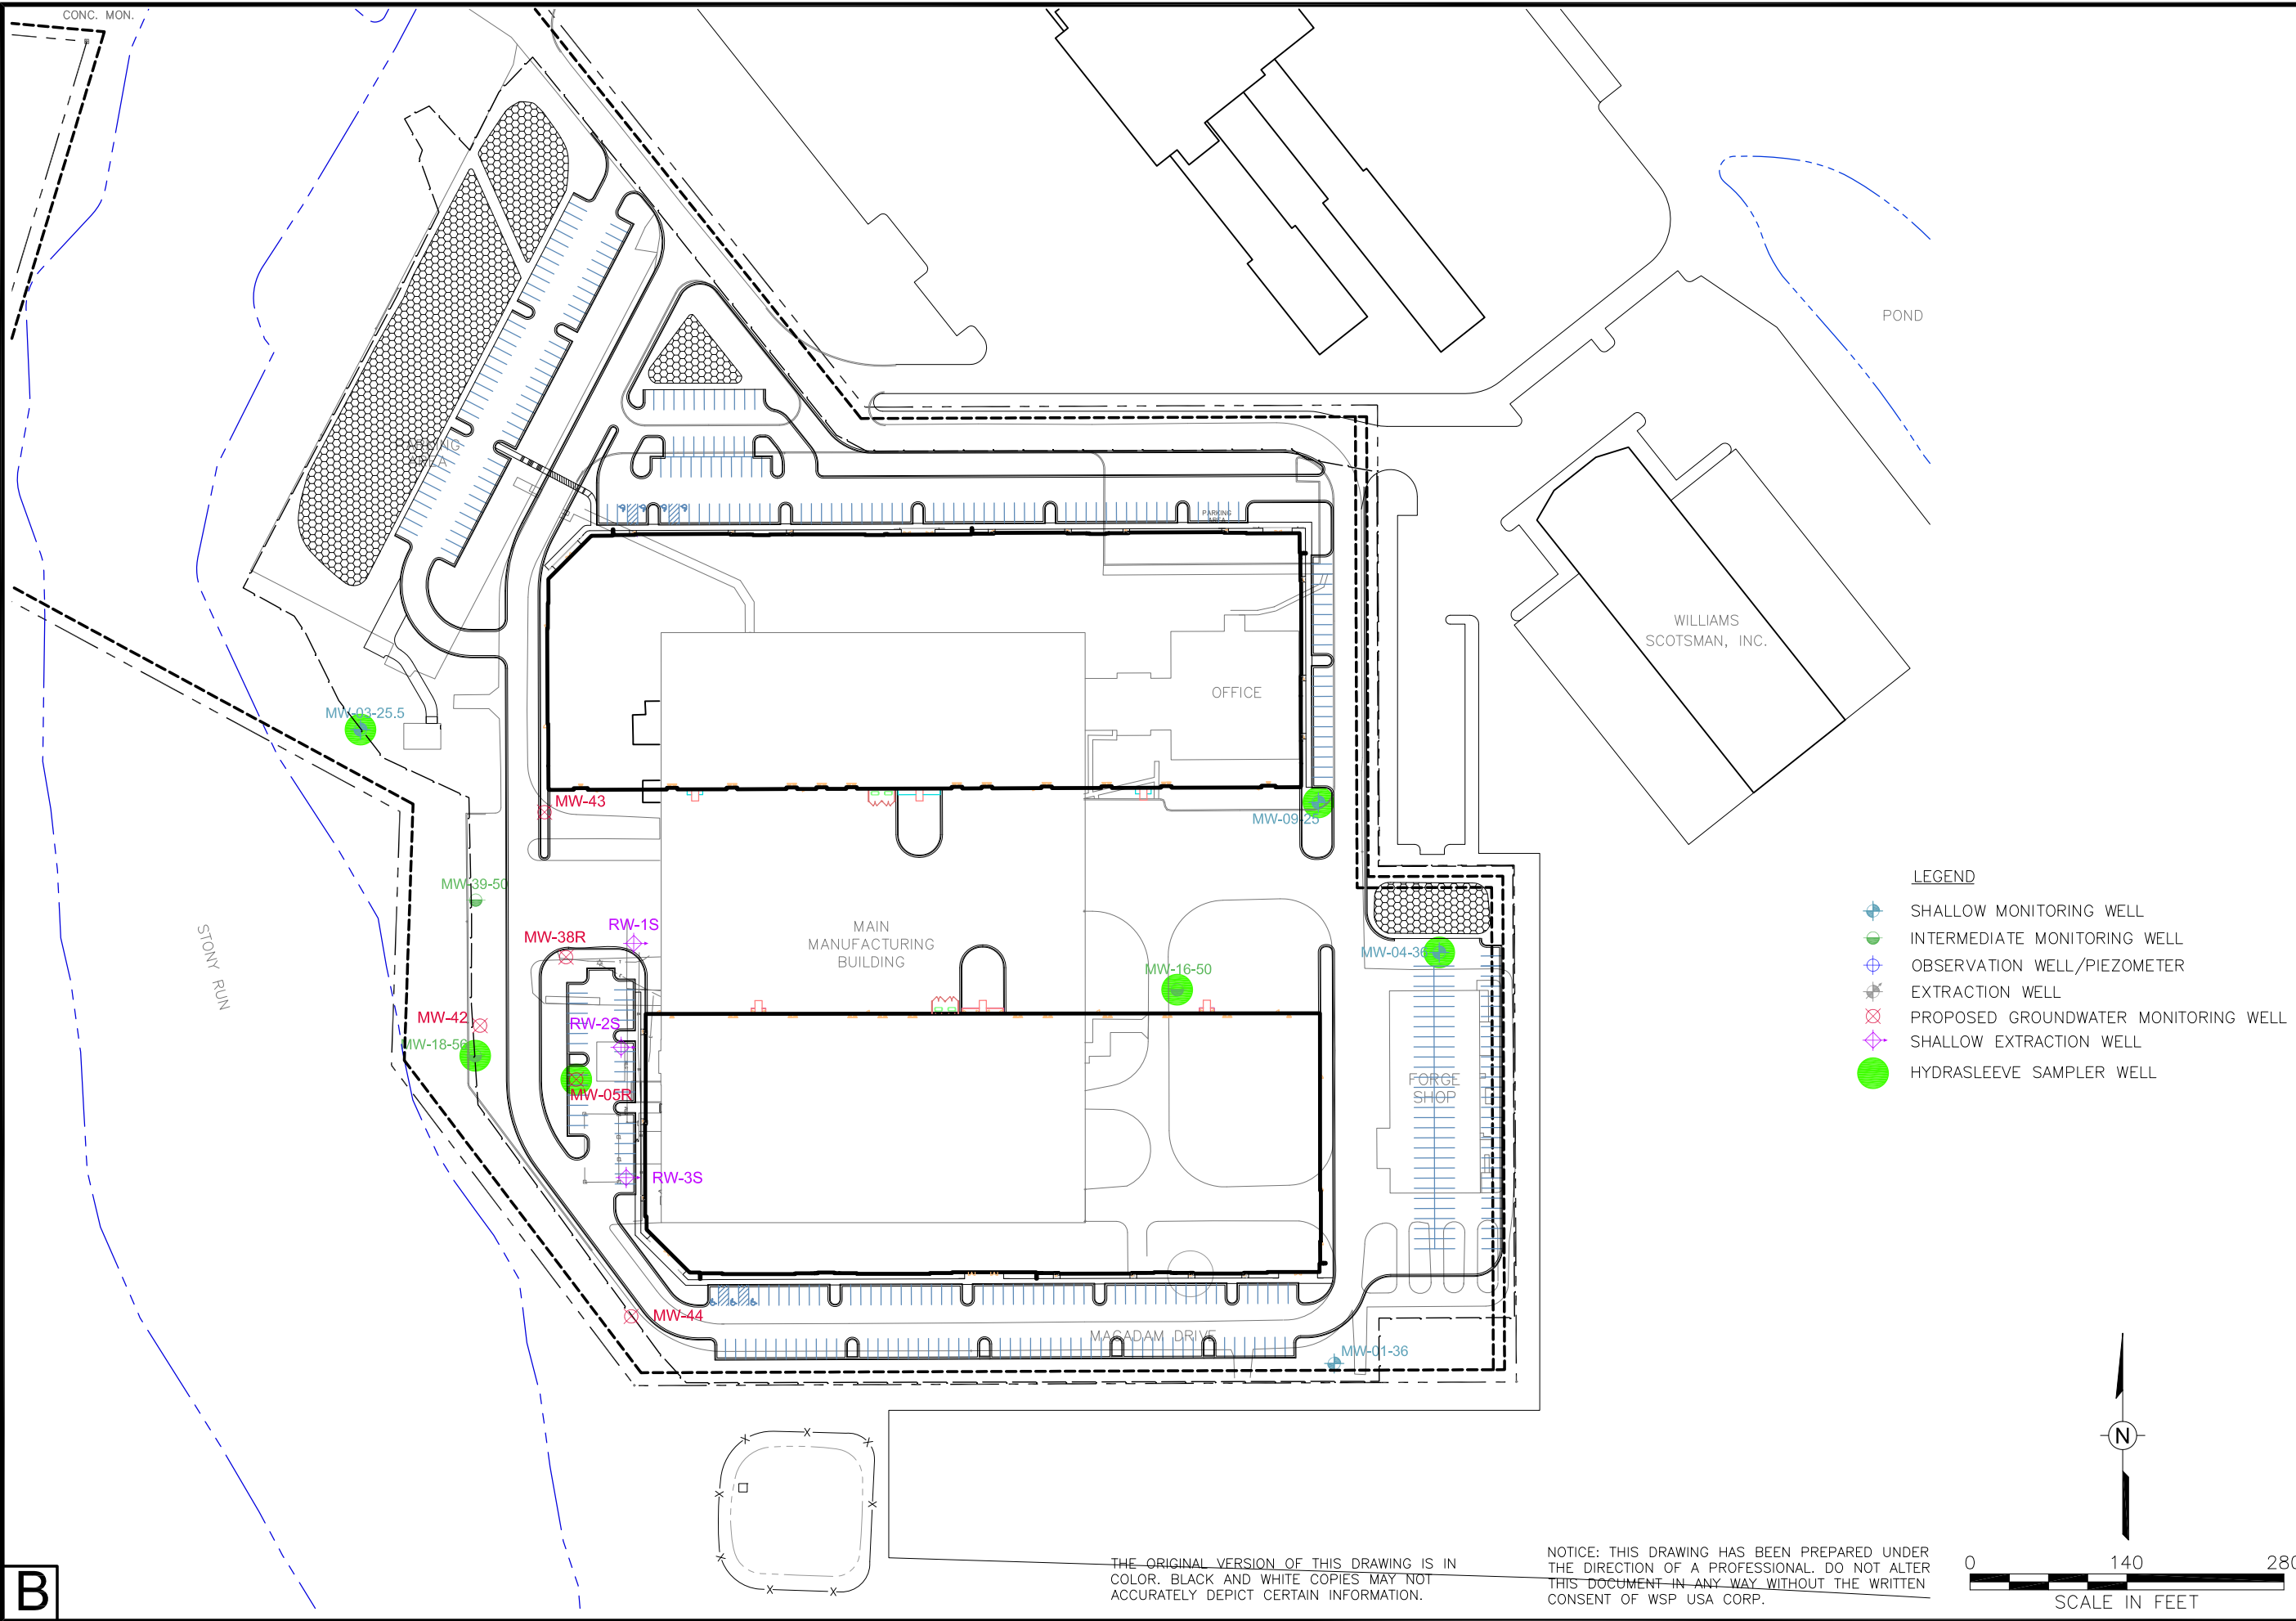 CONC. MON.
POND
PARKING
AREA
PARKING
AREA
WILLIAMS
SCOTSMAN, INC.
OFFICE
MW-03-25.5
MW-43
MW-09-25
MW-39-50
LEGEND
SHALLOW MONITORING WELL
INTERMEDIATE MONITORING WELL
OBSERVATION WELL/PIEZOMETER
EXTRACTION WELL
PROPOSED GROUNDWATER MONITORING WELL
SHALLOW EXTRACTION WELL
HYDRASLEEVE SAMPLER WELL
STONY RUN
RW-1S
MW-38R
MAIN
MANUFACTURING
BUILDING
MW-04-36
MW-16-50
MW-42
RW-2S
MW-18-56
MW-05R
FORGE
SHOP
RW-3S
MW-44
MACADAM DRIVE
MW-01-36
N
B
THE ORIGINAL VERSION OF THIS DRAWING IS IN
COLOR. BLACK AND WHITE COPIES MAY NOT
ACCURATELY DEPICT CERTAIN INFORMATION.
NOTICE: THIS DRAWING HAS BEEN PREPARED UNDER
THE DIRECTION OF A PROFESSIONAL. DO NOT ALTER
THIS DOCUMENT IN ANY WAY WITHOUT THE WRITTEN
CONSENT OF WSP USA CORP.
0 140 280
SCALE IN FEET